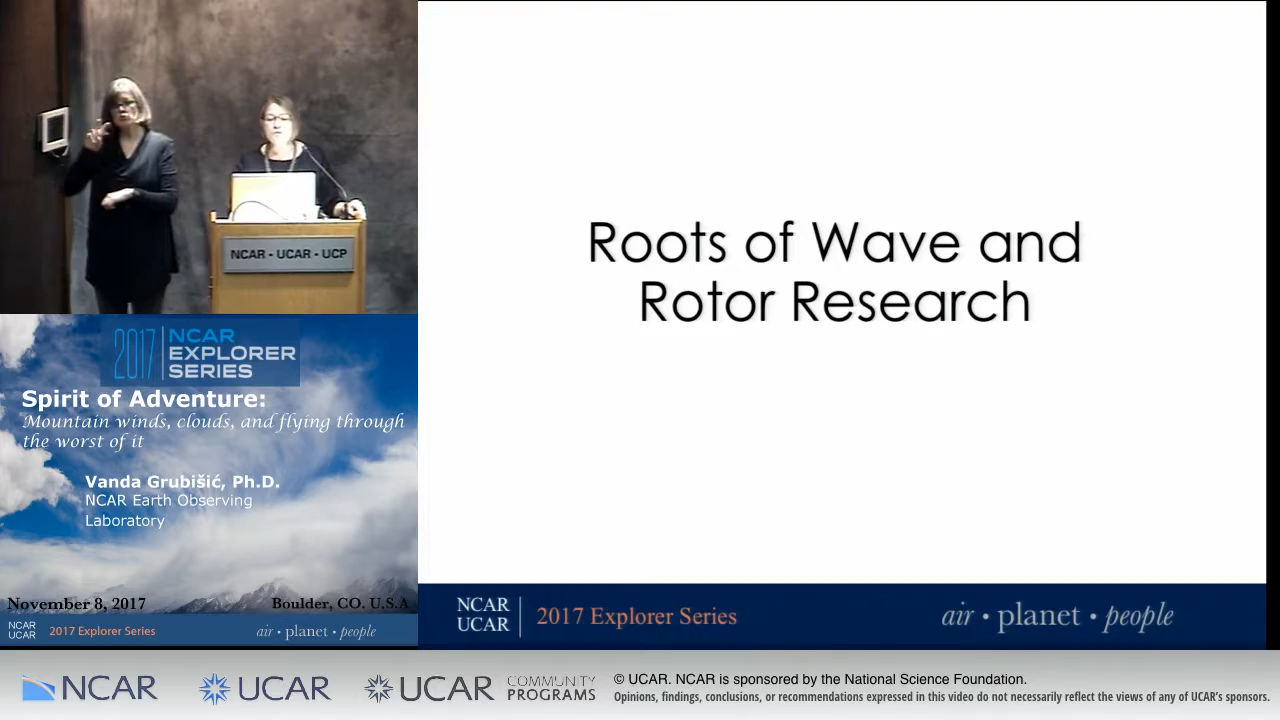 NCAR - UCAR - UCP
2017 NCAR
EXPLORER
SERIES
Spirit of Adventure:
Mountain winds, clouds, and flying through
the worst of it
Vanda Grubišić, Ph.D.
NCAR Earth Observing
Laboratory
November 8, 2017 Boulder, CO. U.S.A
NCAR
UCAR
2017 Explorer Series
air • planet • people
Roots of Wave and
Rotor Research
NCAR
UCAR
2017 Explorer Series
air • planet • people
NCAR
UCAR
UCAR COMMUNITY
PROGRAMS
© UCAR. NCAR is sponsored by the National Science Foundation.
Opinions, findings, conclusions, or recommendations expressed in this video do not necessarily reflect the views of any of UCAR's sponsors.